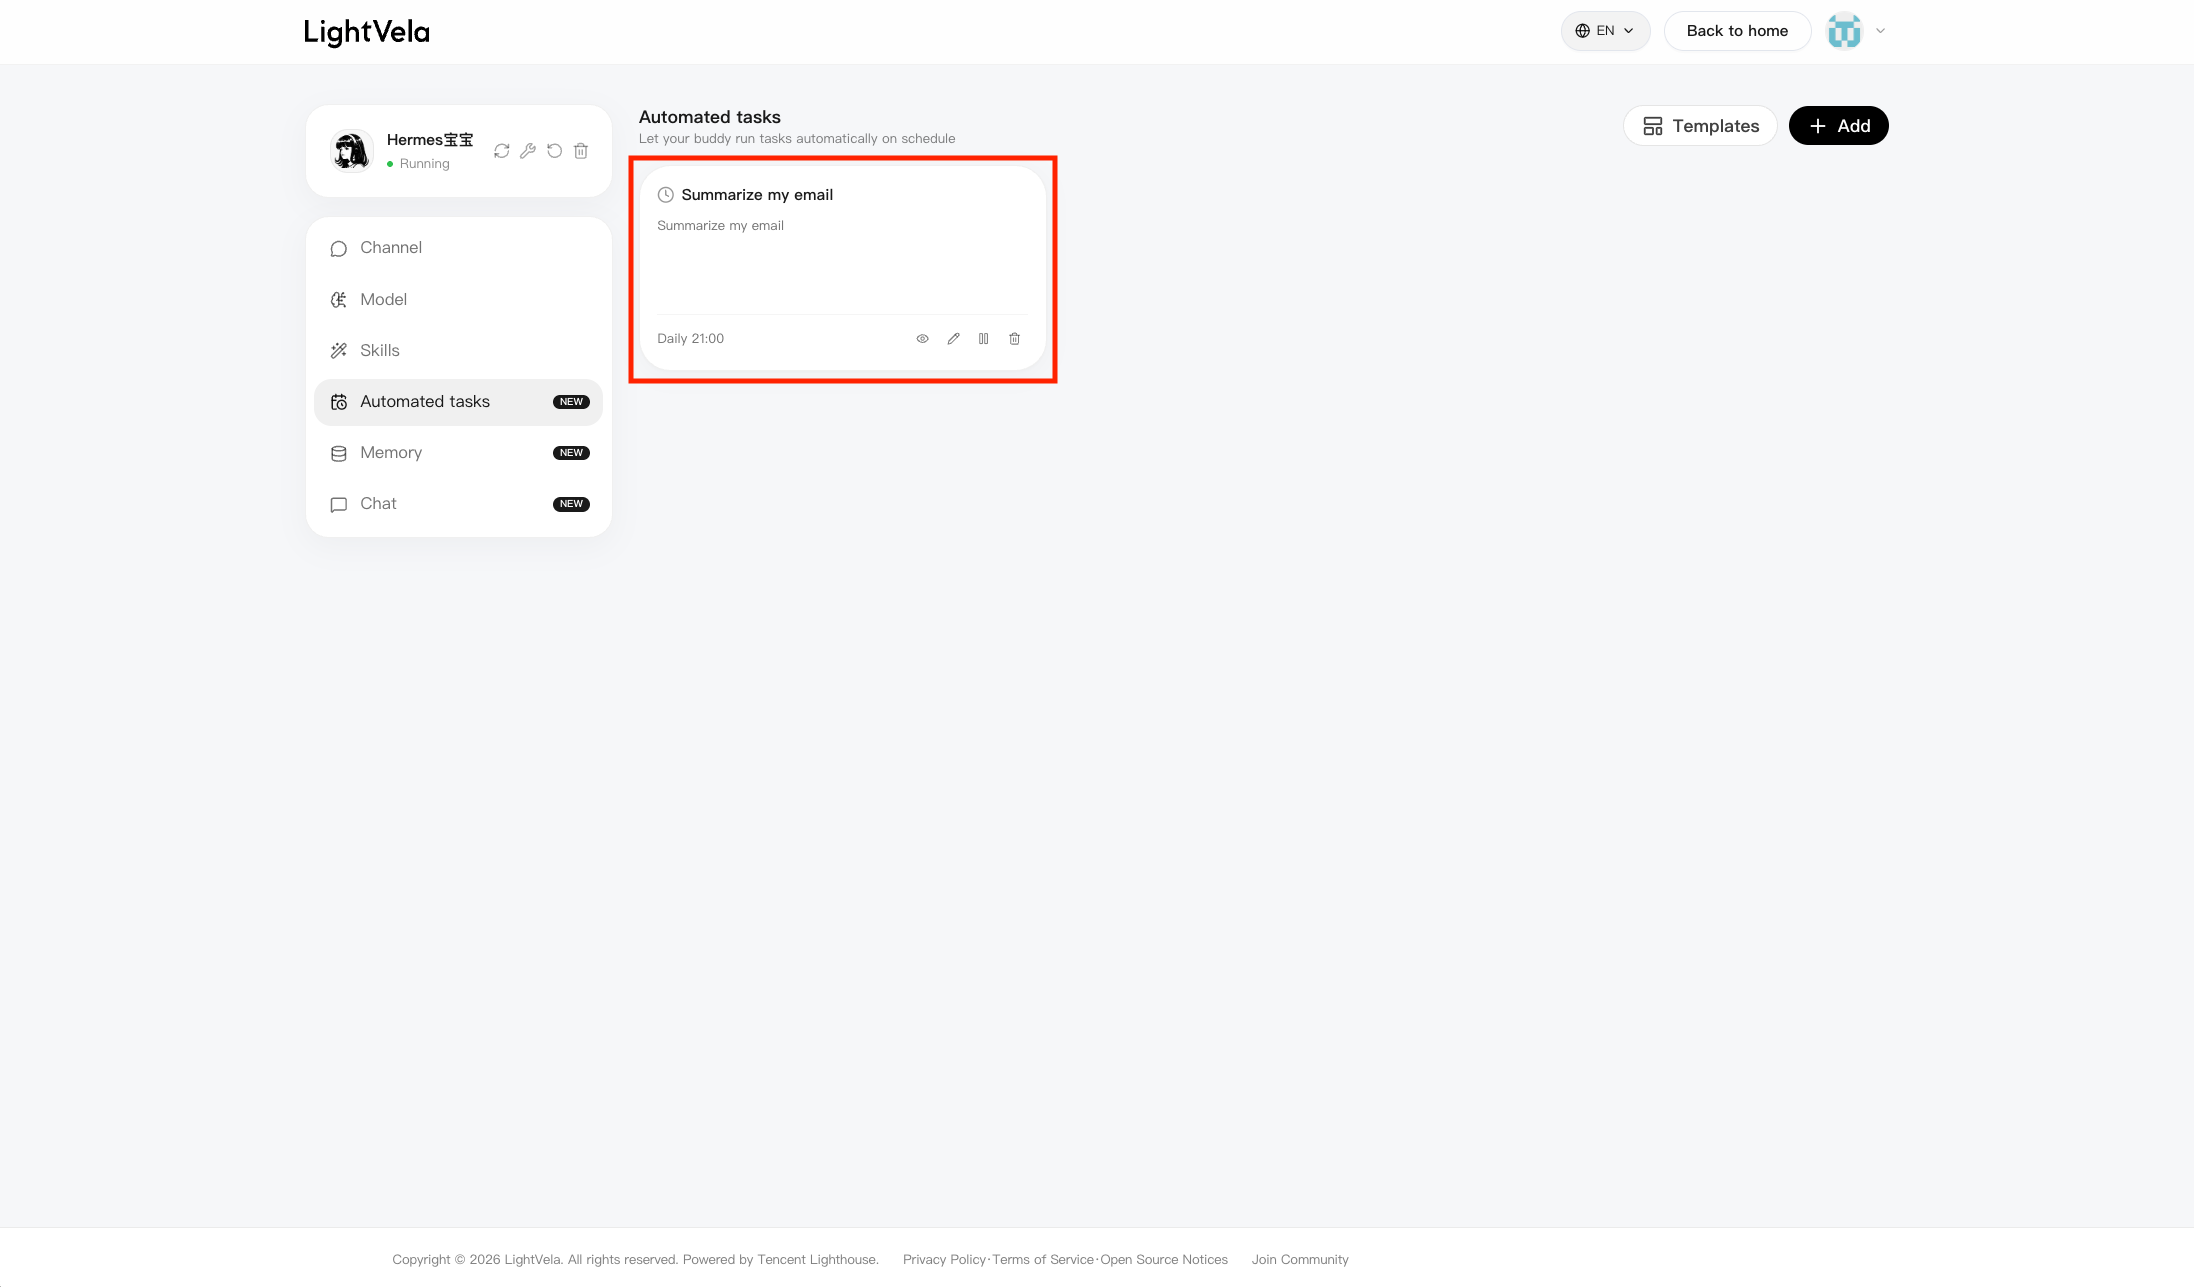 LightVela
EN
Back to home
Hermes宝宝
Running
Channel
Model
Skills
Automated tasks NEW
Memory NEW
Chat NEW
Automated tasks
Let your buddy run tasks automatically on schedule
Templates
Add
Summarize my email
Summarize my email
Daily 21:00
Copyright © 2026 LightVela. All rights reserved. Powered by Tencent Lighthouse. Privacy Policy·Terms of Service·Open Source Notices Join Community